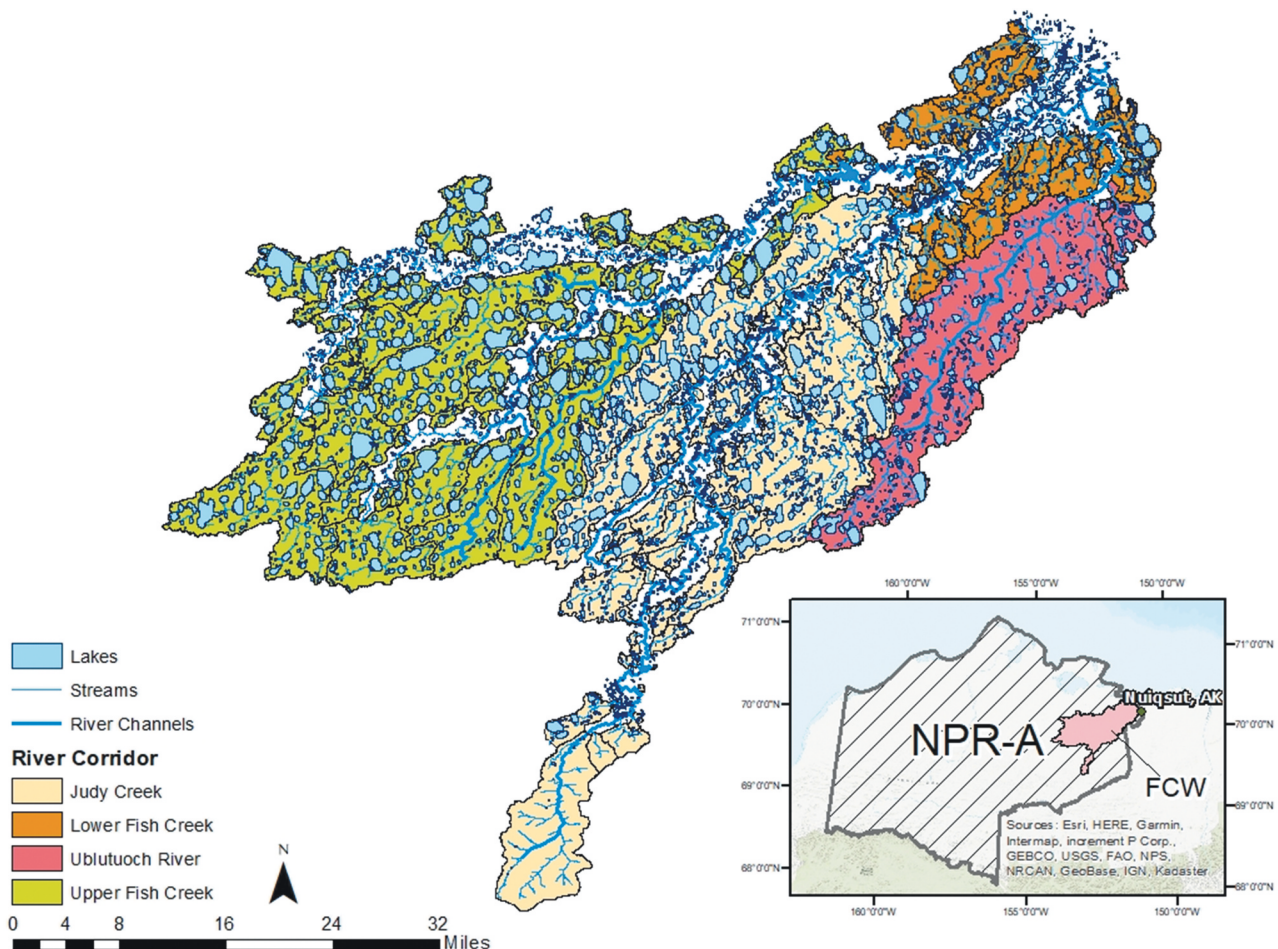 Lakes
Streams
River Channels
River Corridor
Judy Creek
Lower Fish Creek
Ublutuoch River
Upper Fish Creek
N
0 4 8 16 24 32
Miles
160°0'0"W 155°0'0"W 150°0'0"W
71°0'0"N 71°0'0"N
70°0'0"N 70°0'0"N
69°0'0"N 69°0'0"N
68°0'0"N 68°0'0"N
Nuiqsut, AK
NPR-A
FCW
Sources: Esri, HERE, Garmin,
Intermap, increment P Corp.,
GEBCO, USGS, FAO, NPS,
NRCAN, GeoBase, IGN, Kadaster
160°0'0"W 155°0'0"W 150°0'0"W